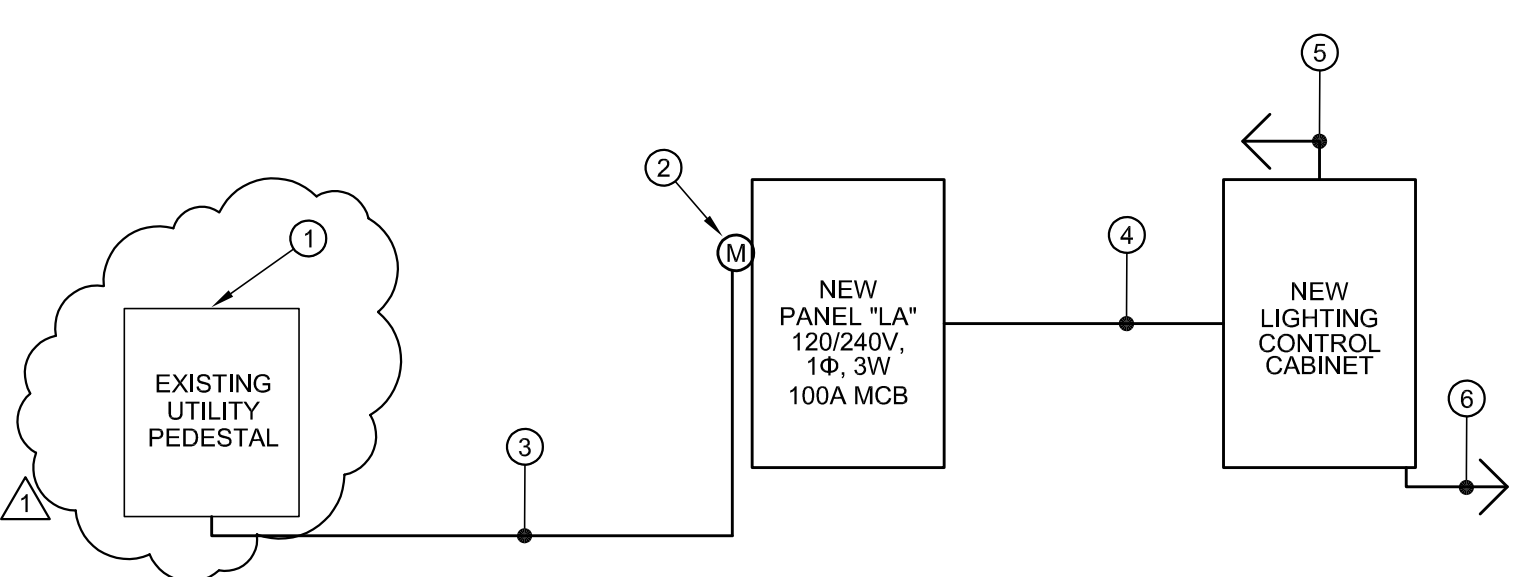 5
2
1
M
4
NEW
PANEL "LA"
120/240V,
1Φ, 3W
100A MCB
NEW
LIGHTING
CONTROL
CABINET
EXISTING
UTILITY
PEDESTAL
6
3
1